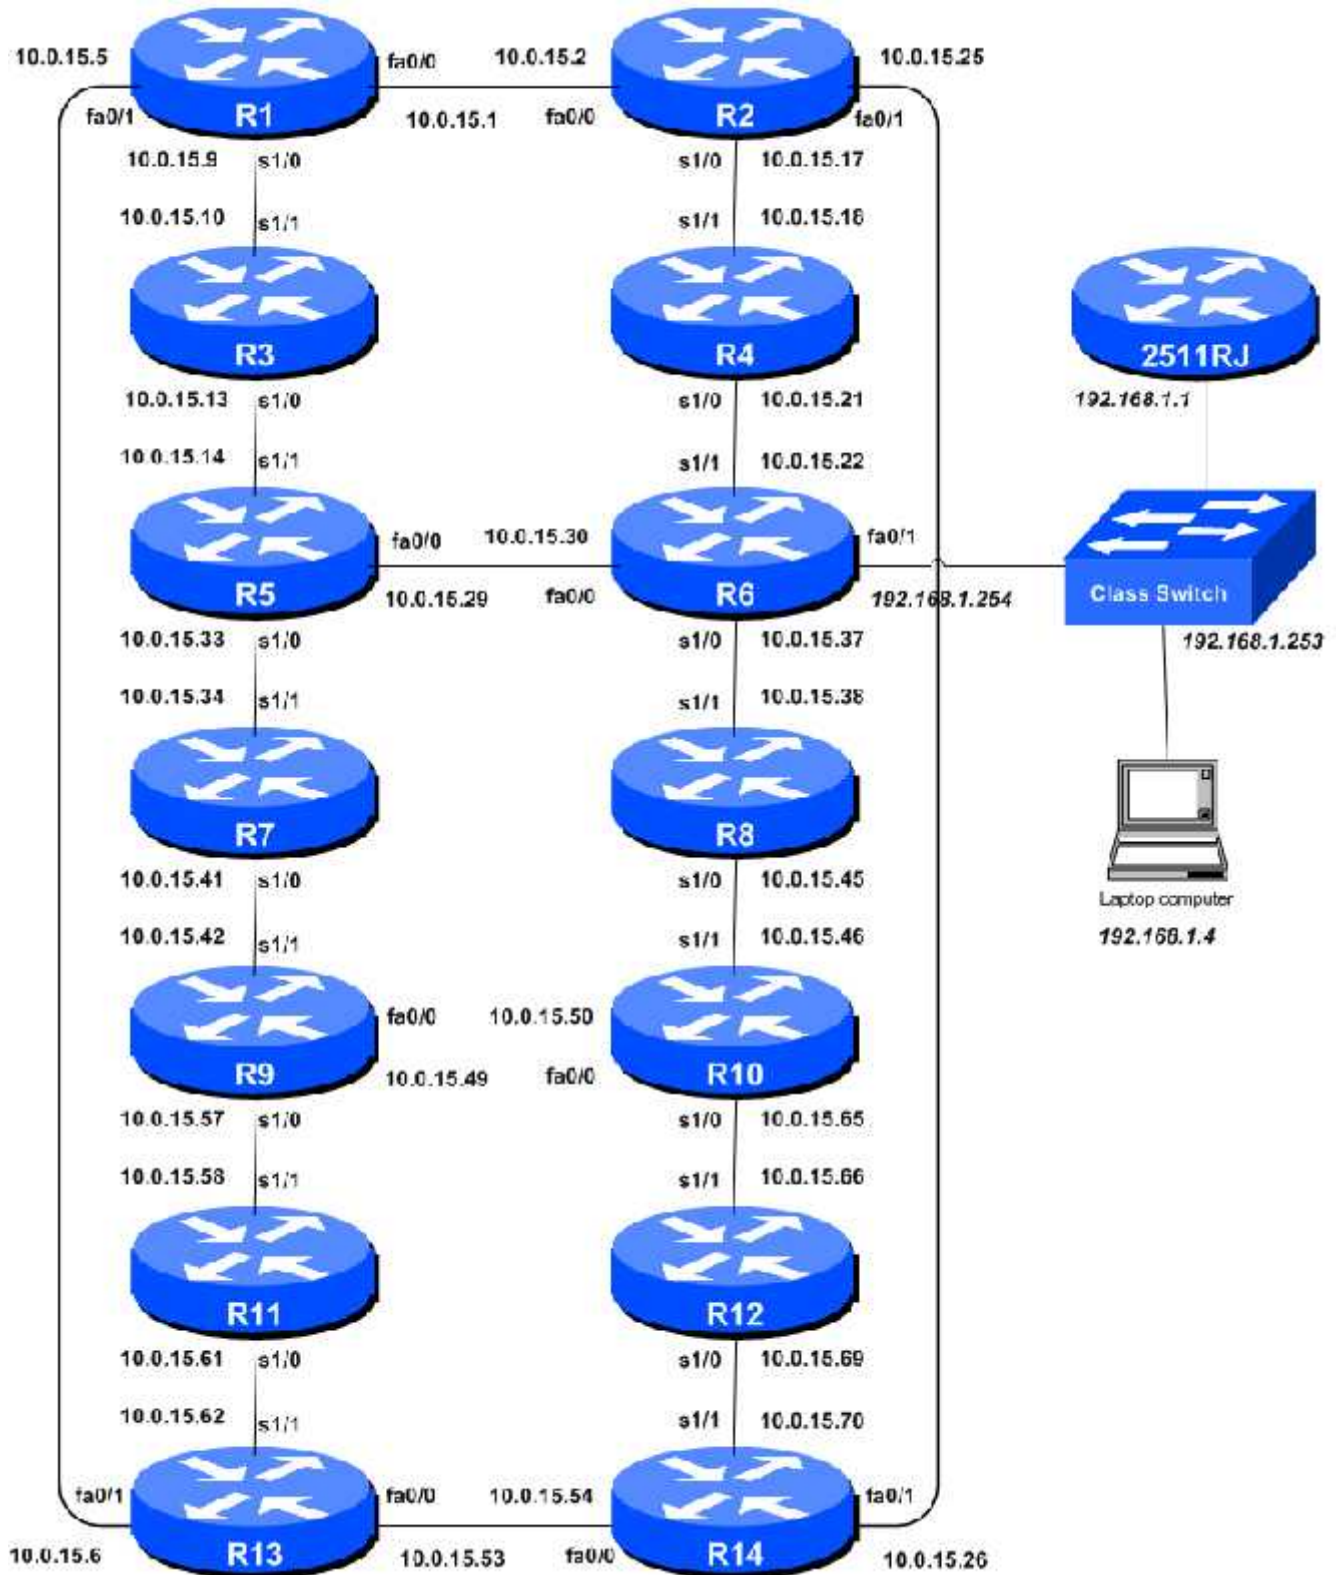 10.0.15.5
fa0/0
10.0.15.2
10.0.15.25
fa0/1
R1
10.0.15.1
fa0/0
R2
fa0/1
10.0.15.9
s1/0
s1/0
10.0.15.17
10.0.15.10
s1/1
s1/1
10.0.15.18
R3
R4
2511RJ
10.0.15.13
s1/0
s1/0
10.0.15.21
192.168.1.1
10.0.15.14
s1/1
s1/1
10.0.15.22
fa0/0
10.0.15.30
fa0/1
R5
10.0.15.29
fa0/0
R6
192.168.1.254
Class Switch
10.0.15.33
s1/0
s1/0
10.0.15.37
192.168.1.253
10.0.15.34
s1/1
s1/1
10.0.15.38
R7
R8
10.0.15.41
s1/0
s1/0
10.0.15.45
Laptop computer
10.0.15.42
s1/1
s1/1
10.0.15.46
192.168.1.4
fa0/0
10.0.15.50
R9
10.0.15.49
fa0/0
R10
10.0.15.57
s1/0
s1/0
10.0.15.65
10.0.15.58
s1/1
s1/1
10.0.15.66
R11
R12
10.0.15.61
s1/0
s1/0
10.0.15.69
10.0.15.62
s1/1
s1/1
10.0.15.70
fa0/1
fa0/0
10.0.15.54
fa0/1
10.0.15.6
R13
10.0.15.53
fa0/0
R14
10.0.15.26